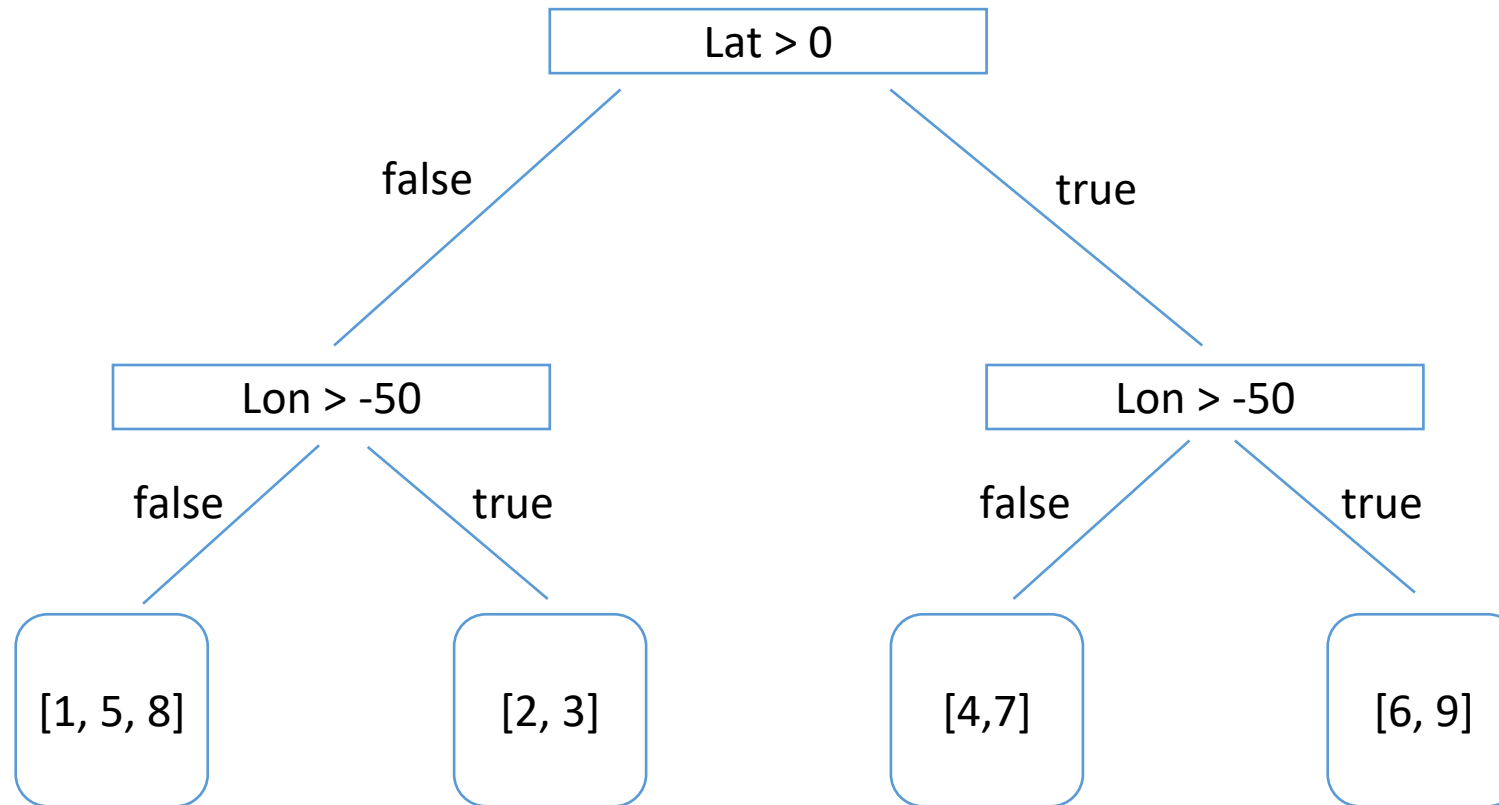 Lat > 0
false
true
Lon > -50
Lon > -50
false
true
false
true
[1, 5, 8]
[2, 3]
[4,7]
[6, 9]